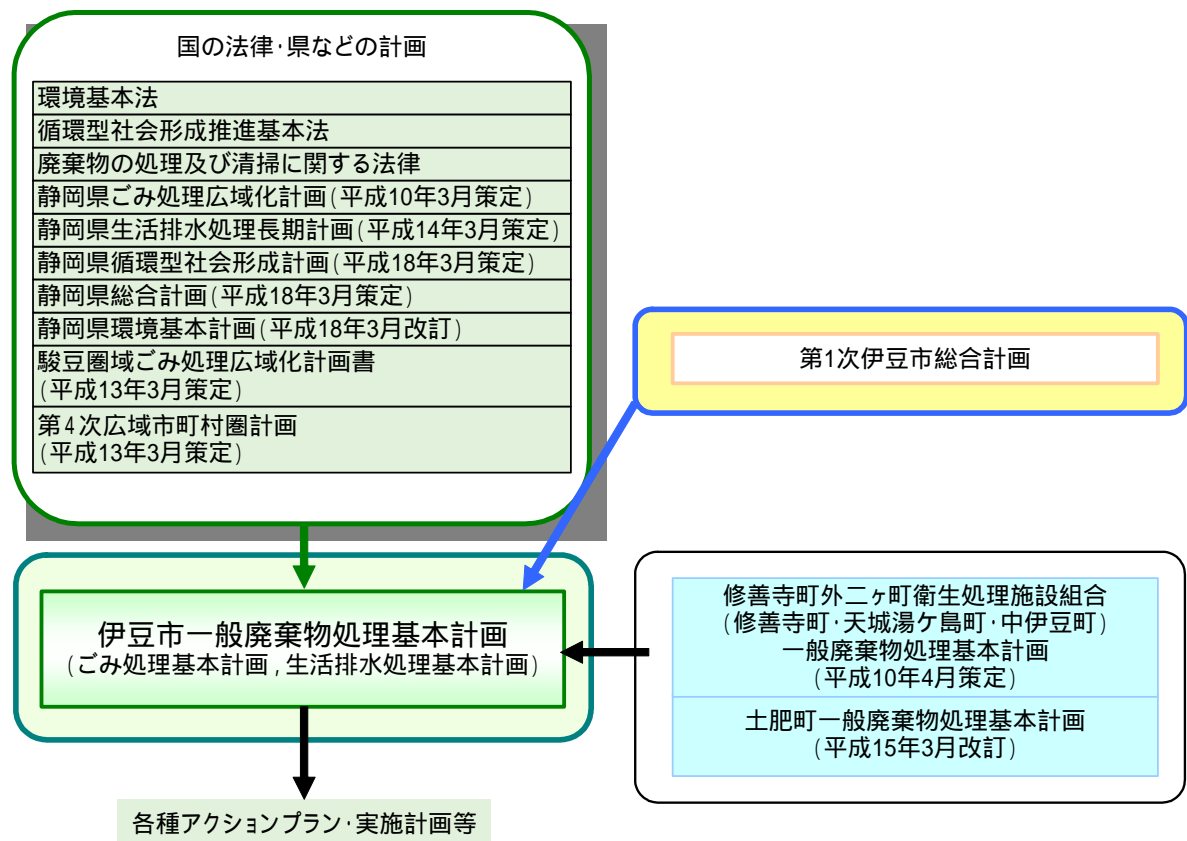 国の法律･県などの計画
環境基本法
循環型社会形成推進基本法
廃棄物の処理及び清掃に関する法律
静岡県ごみ処理広域化計画(平成10年3月策定)
静岡県生活排水処理長期計画(平成14年3月策定)
静岡県循環型社会形成計画(平成18年3月策定)
静岡県総合計画(平成18年3月策定)
静岡県環境基本計画(平成18年3月改訂)
駿豆圏域ごみ処理広域化計画書
(平成13年3月策定)
第4次広域市町村圏計画
(平成13年3月策定)
第1次伊豆市総合計画
伊豆市一般廃棄物処理基本計画
(ごみ処理基本計画,生活排水処理基本計画)
修善寺町外二ヶ町衛生処理施設組合
(修善寺町･天城湯ケ島町･中伊豆町)
一般廃棄物処理基本計画
(平成10年4月策定)
土肥町一般廃棄物処理基本計画
(平成15年3月改訂)
各種アクションプラン･実施計画等